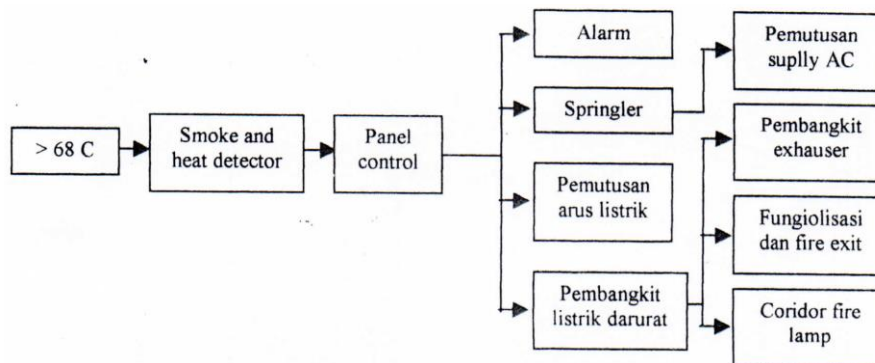 > 68 C
Smoke and
heat detector
Panel
control
Alarm
Springler
Pemutusan
arus listrik
Pembangkit
listrik darurat
Pemutusan
suplly AC
Pembangkit
exhauser
Fungiolisasi
dan fire exit
Coridor fire
lamp